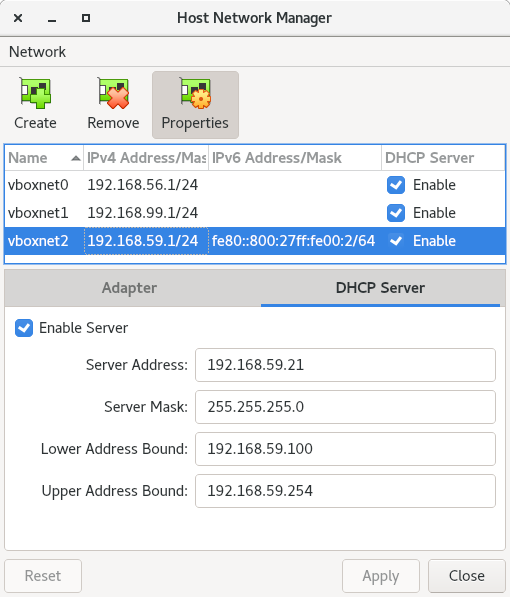 Host Network Manager
Network
Create Remove Properties
Name IPv4 Address/Mas IPv6 Address/Mask DHCP Server
vboxnet0 192.168.56.1/24 Enable
vboxnet1 192.168.99.1/24 Enable
vboxnet2 192.168.59.1/24 fe80::800:27ff:fe00:2/64 Enable
Adapter DHCP Server
Enable Server
Server Address: 192.168.59.21
Server Mask: 255.255.255.0
Lower Address Bound: 192.168.59.100
Upper Address Bound: 192.168.59.254
Reset Apply Close